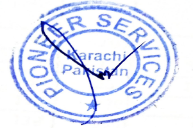 PIONEER SERVICES
Karachi
Pakistan